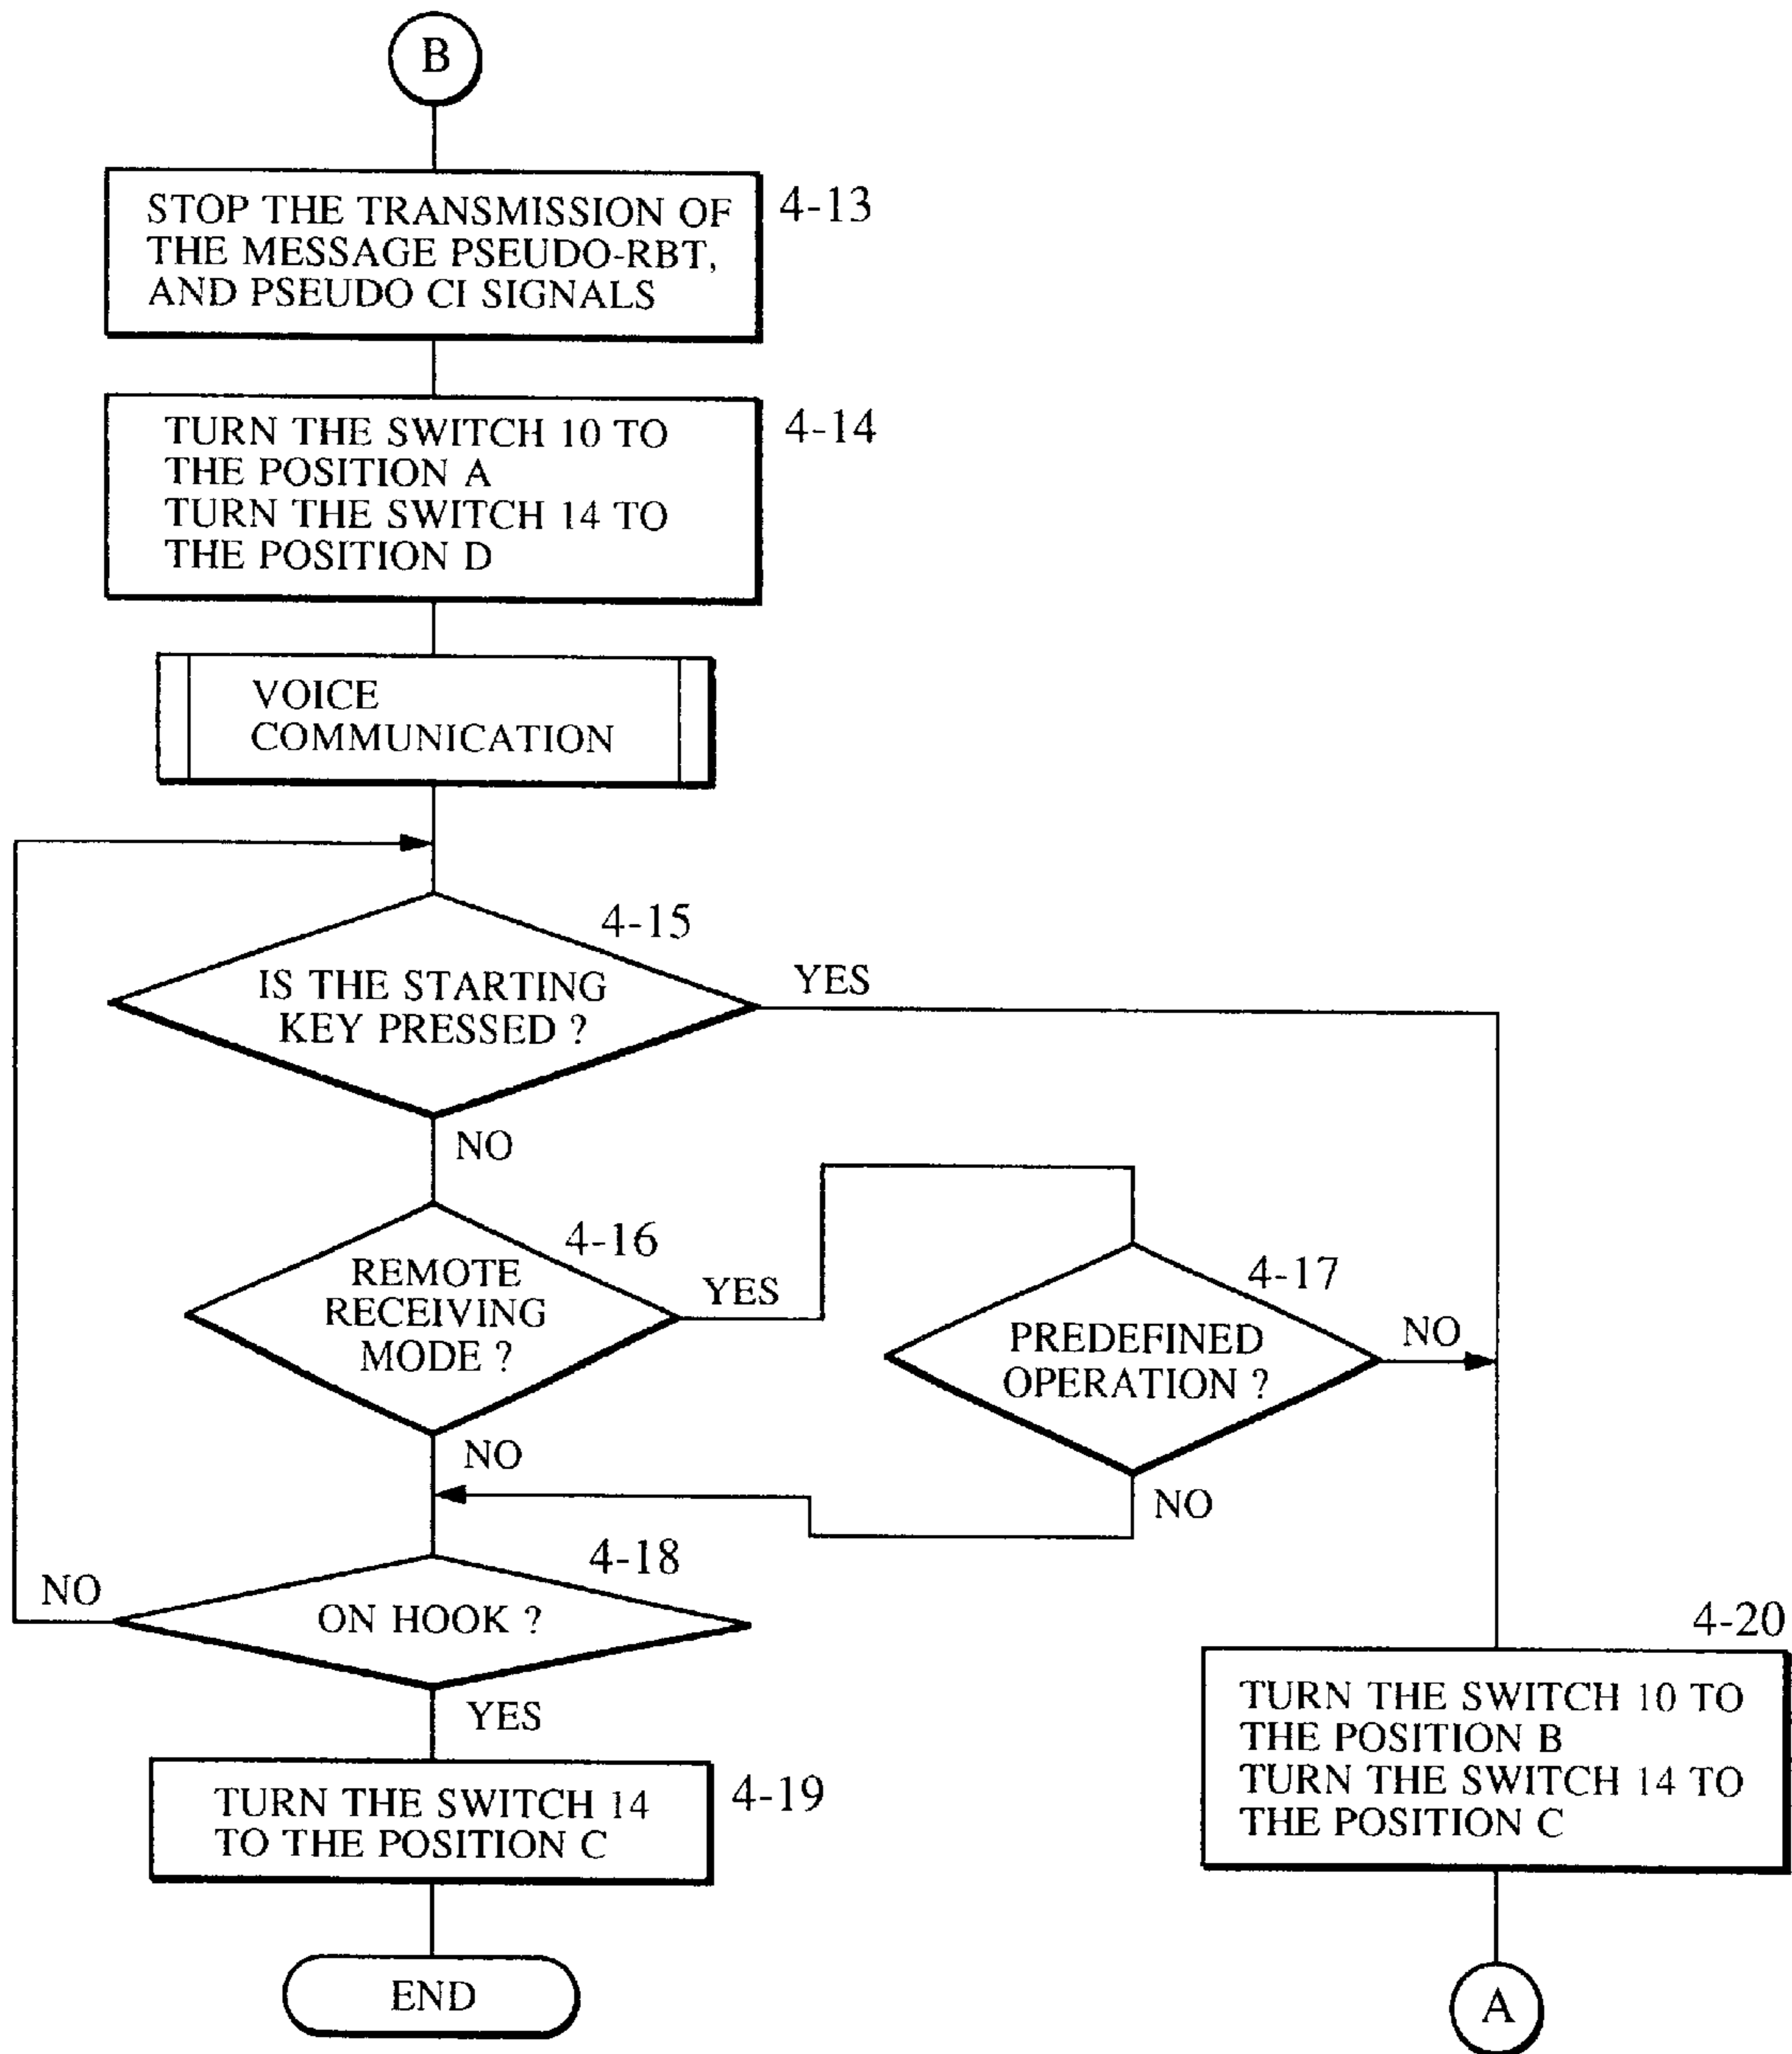 B
STOP THE TRANSMISSION OF
THE MESSAGE PSEUDO-RBT,
AND PSEUDO CI SIGNALS
4-13
TURN THE SWITCH 10 TO
THE POSITION A
TURN THE SWITCH 14 TO
THE POSITION D
4-14
VOICE
COMMUNICATION
4-15
IS THE STARTING
KEY PRESSED ?
YES
NO
4-16
REMOTE
RECEIVING
MODE ?
YES
NO
4-17
PREDEFINED
OPERATION ?
NO
NO
4-18
ON HOOK ?
NO
YES
TURN THE SWITCH 14
TO THE POSITION C
4-19
END
4-20
TURN THE SWITCH 10 TO
THE POSITION B
TURN THE SWITCH 14 TO
THE POSITION C
A